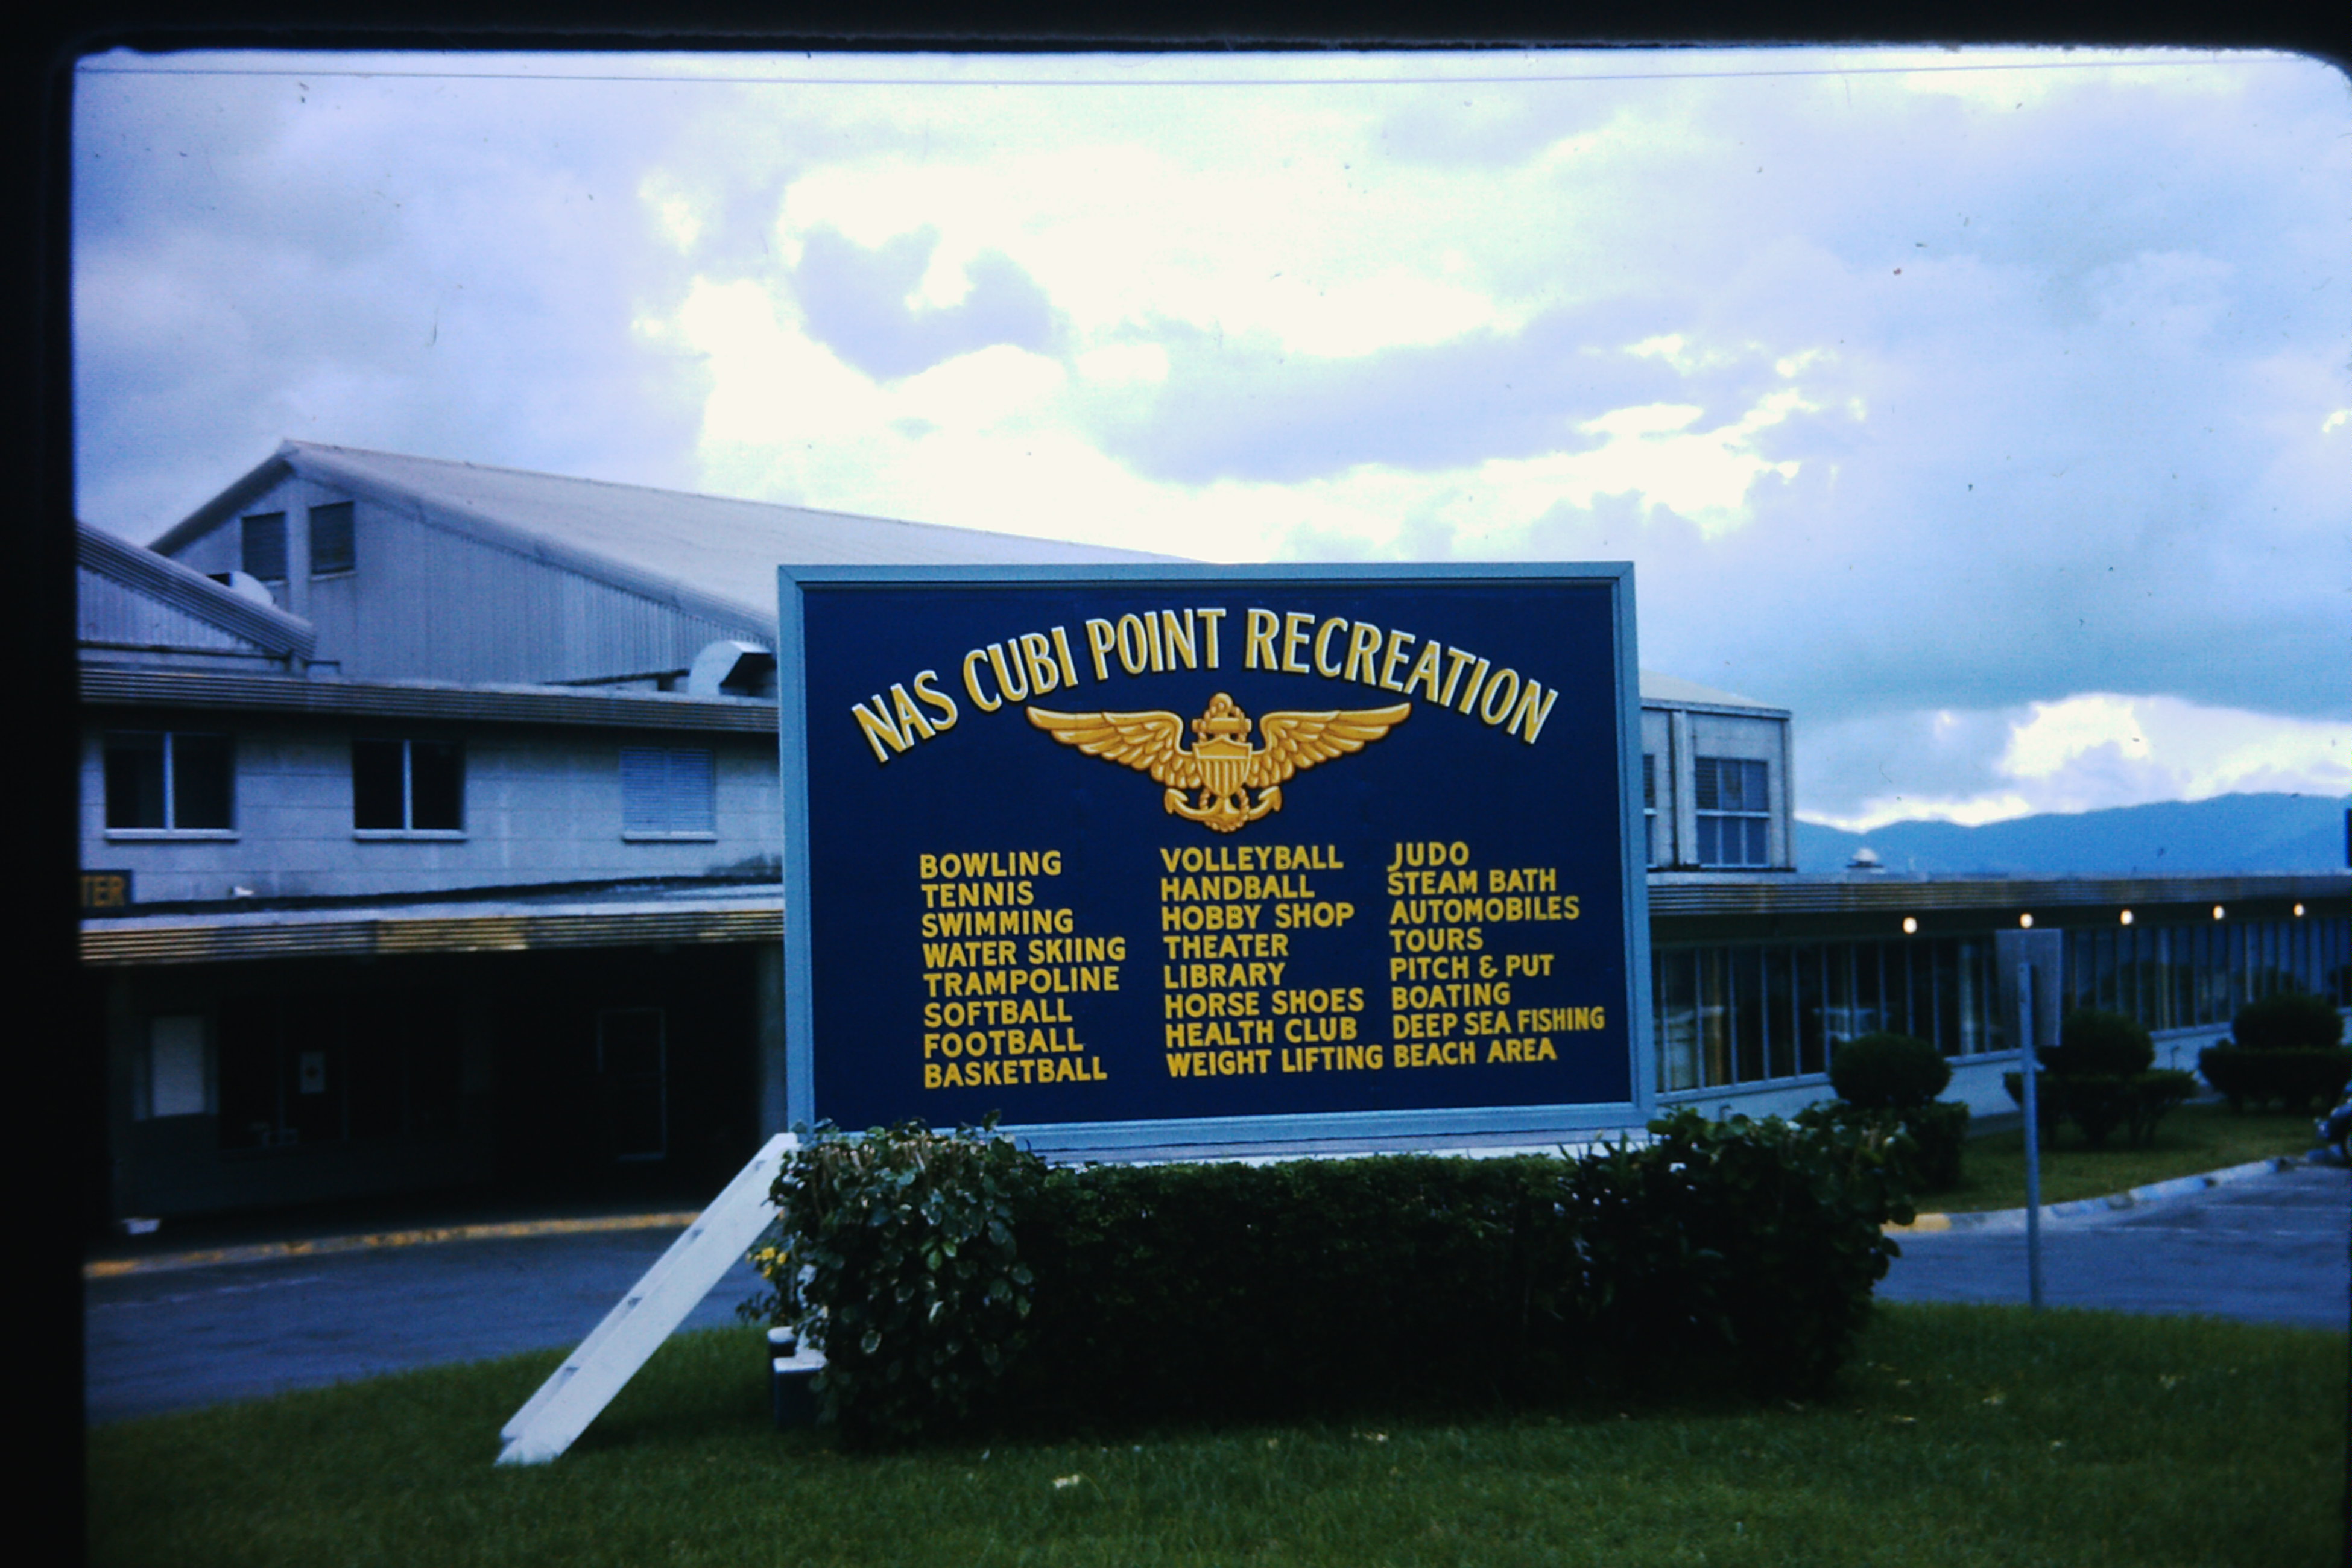 NAS CUBI POINT RECREATION
BOWLING
TENNIS
SWIMMING
WATER SKIING
TRAMPOLINE
SOFTBALL
FOOTBALL
BASKETBALL
VOLLEYBALL
HANDBALL
HOBBY SHOP
THEATER
LIBRARY
HORSE SHOES
HEALTH CLUB
WEIGHT LIFTING
JUDO
STEAM BATH
AUTOMOBILES
TOURS
PITCH & PUT
BOATING
DEEP SEA FISHING
BEACH AREA
TER